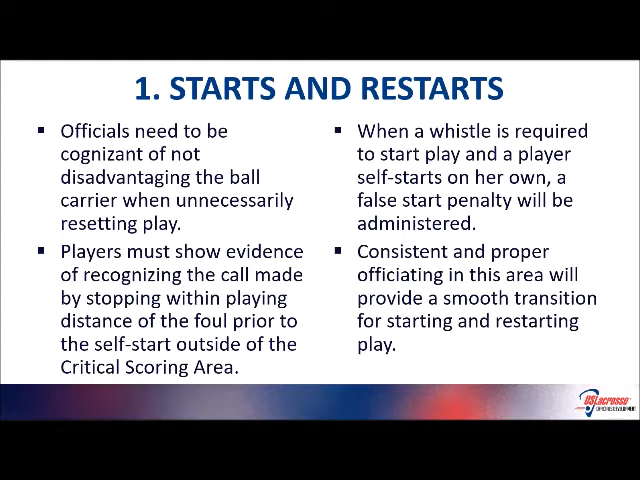 1. STARTS AND RESTARTS
▪ Officials need to be
cognizant of not
disadvantaging the ball
carrier when unnecessarily
resetting play.
▪ Players must show evidence
of recognizing the call made
by stopping within playing
distance of the foul prior to
the self-start outside of the
Critical Scoring Area.
▪ When a whistle is required
to start play and a player
self-starts on her own, a
false start penalty will be
administered.
▪ Consistent and proper
officiating in this area will
provide a smooth transition
for starting and restarting
play.
USLacrosse
OFFICIALS DEVELOPMENT